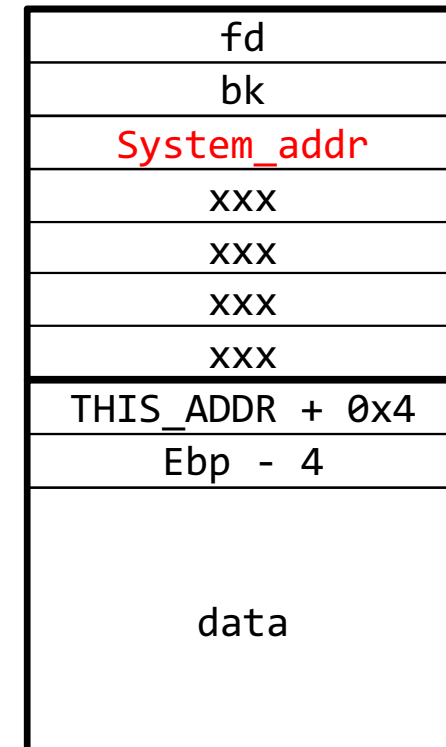 fd
bk
System_addr
xxx
xxx
xxx
xxx
THIS_ADDR + 0x4
Ebp - 4
data